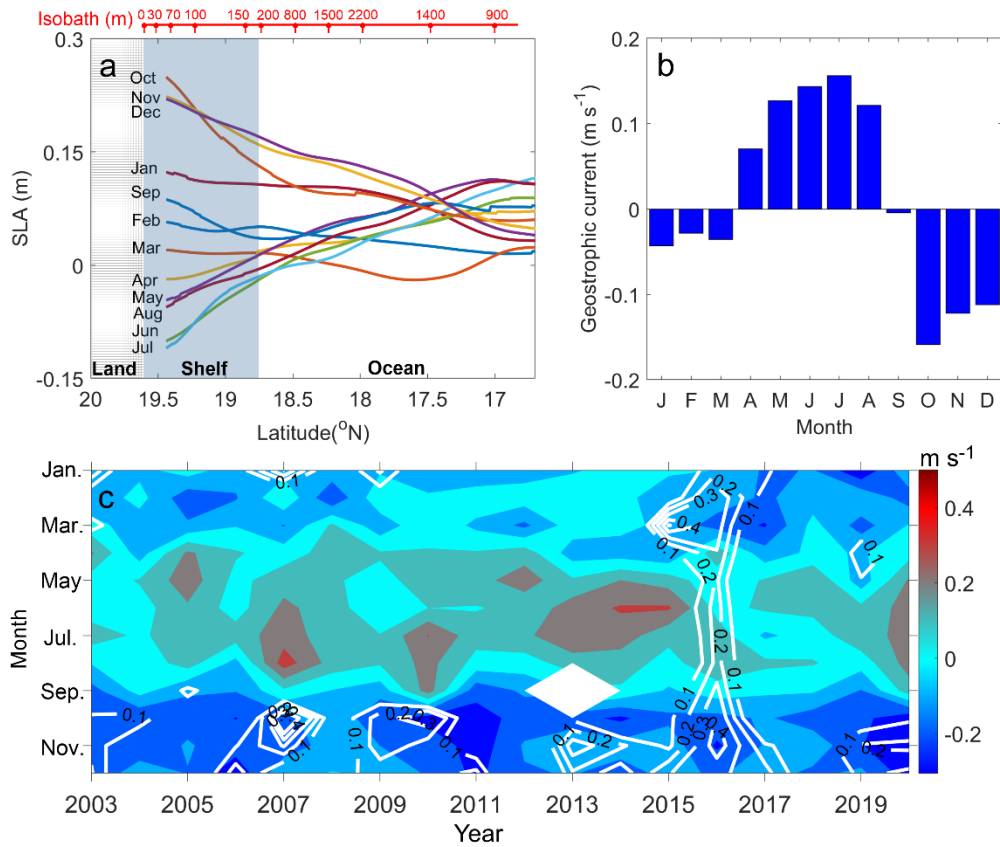 Isobath (m) 0 30 70 100 150 200 800 1500 2200 1400 900
a
0.3
0.15
0
-0.15
SLA (m)
Oct
Nov
Dec
Jan
Sep
Feb
Mar
Apr
May
Aug
Jun
Jul
Land Shelf Ocean
20 19.5 19 18.5 18 17.5 17
Latitude(°N)
b
0.2
0.1
0
-0.1
-0.2
Geostrophic current (m s⁻¹)
J F M A M J J A S O N D
Month
c
m s⁻¹
Jan.
Mar.
May
Jul.
Sep.
Nov.
Month
0.1
0.2
0.3
0.4
0.1
0.2
0.1
0.1
0.2
0.1
0.1
0.1
0.1
0.4
0.1
0.2
0.3
0.1
0.1
0.1
0.2
0.2
0.3
0.1
0.1
0.2
0.4
0.2
0
-0.2
2003 2005 2007 2009 2011 2013 2015 2017 2019
Year